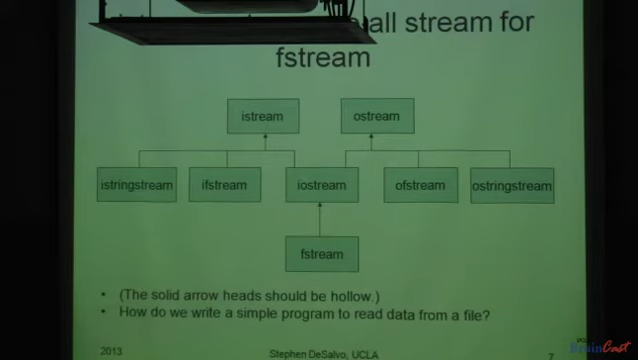 all stream for
fstream
istream
ostream
istringstream
ifstream
iostream
ofstream
ostringstream
fstream
• (The solid arrow heads should be hollow.)
• How do we write a simple program to read data from a file?
2013
Stephen DeSalvo, UCLA
7
BruinCast